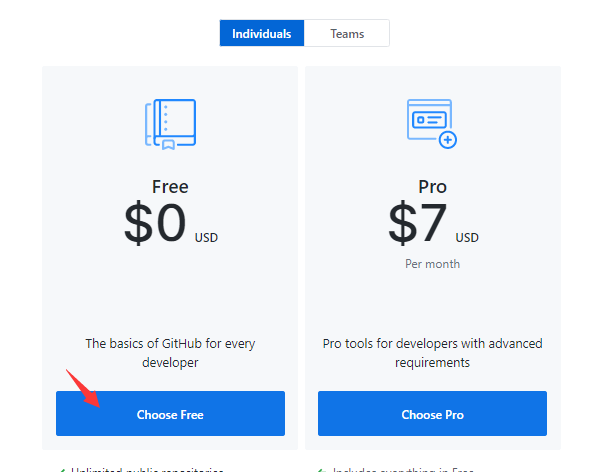 Individuals
Teams
Free
$0 USD
The basics of GitHub for every
developer
Choose Free
Unlimited public repositories
Pro
$7 USD
Per month
Pro tools for developers with advanced
requirements
Choose Pro
Includes everything in Free